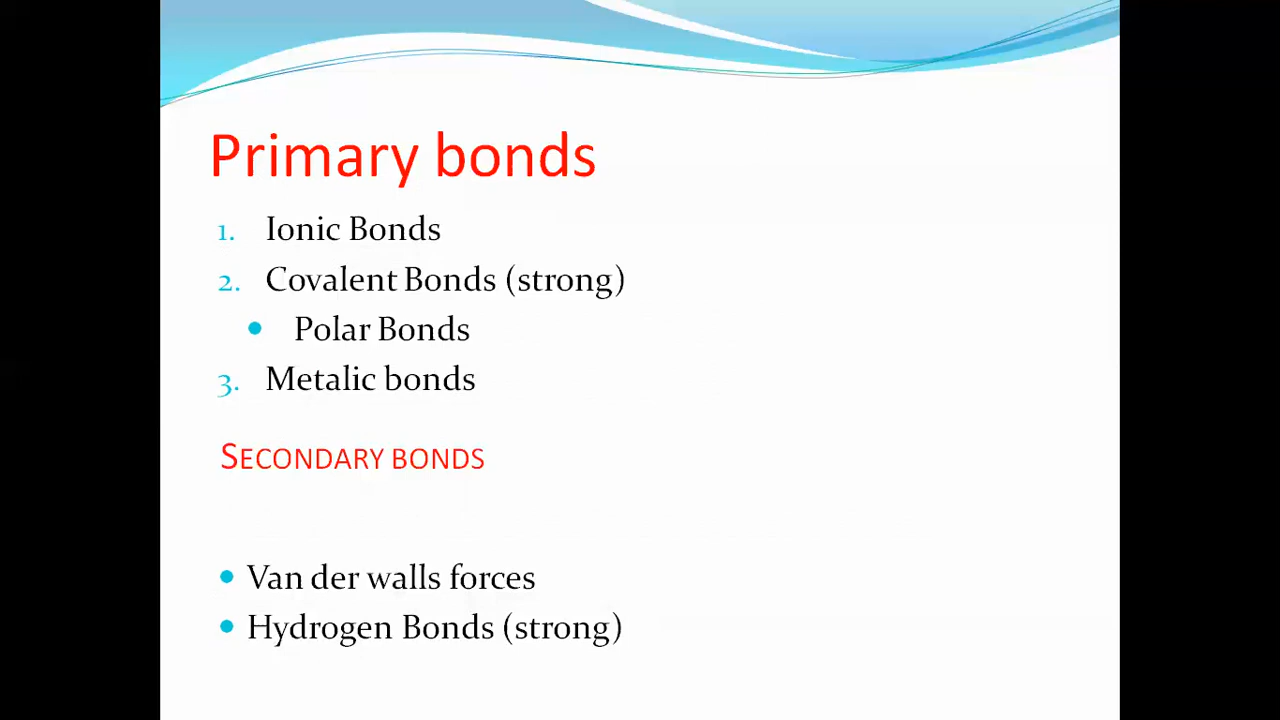 Primary bonds
1. Ionic Bonds
2. Covalent Bonds (strong)
• Polar Bonds
3. Metalic bonds
SECONDARY BONDS
• Van der walls forces
• Hydrogen Bonds (strong)